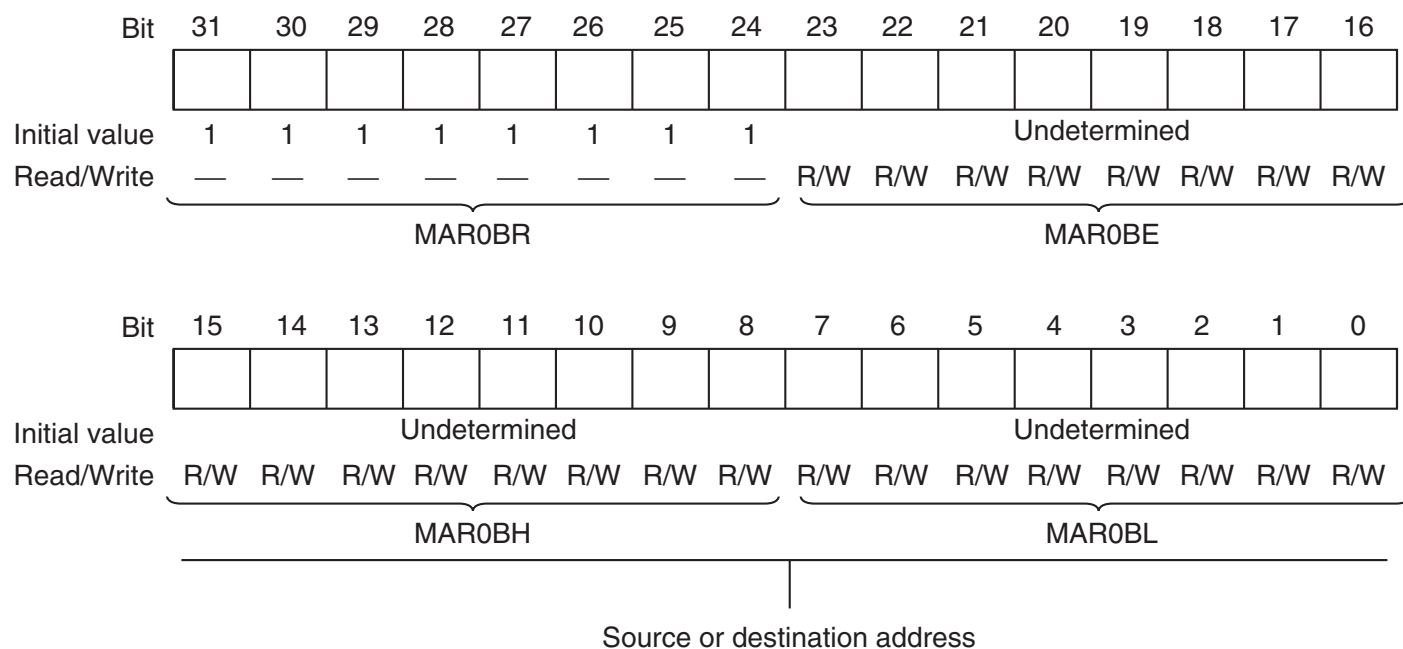 Bit 31 30 29 28 27 26 25 24 23 22 21 20 19 18 17 16
Initial value 1 1 1 1 1 1 1 1 Undetermined
Read/Write — — — — — — — — R/W R/W R/W R/W R/W R/W R/W R/W
MAR0BR MAR0BE
Bit 15 14 13 12 11 10 9 8 7 6 5 4 3 2 1 0
Initial value Undetermined Undetermined
Read/Write R/W R/W R/W R/W R/W R/W R/W R/W R/W R/W R/W R/W R/W R/W R/W R/W
MAR0BH MAR0BL
Source or destination address